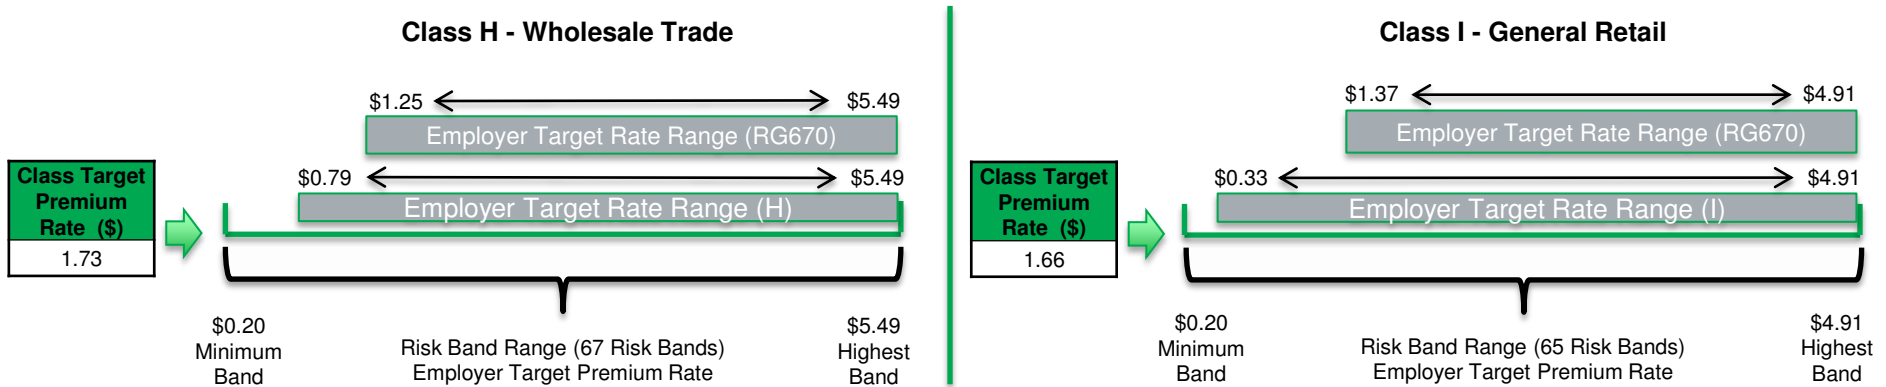 Class H - Wholesale Trade
$1.25
$5.49
Employer Target Rate Range (RG670)
$0.79
$5.49
Employer Target Rate Range (H)
Class Target
Premium
Rate ($)
1.73
$0.20
Minimum
Band
Risk Band Range (67 Risk Bands)
Employer Target Premium Rate
$5.49
Highest
Band
Class I - General Retail
$1.37
$4.91
Employer Target Rate Range (RG670)
$0.33
$4.91
Employer Target Rate Range (I)
Class Target
Premium
Rate ($)
1.66
$0.20
Minimum
Band
Risk Band Range (65 Risk Bands)
Employer Target Premium Rate
$4.91
Highest
Band